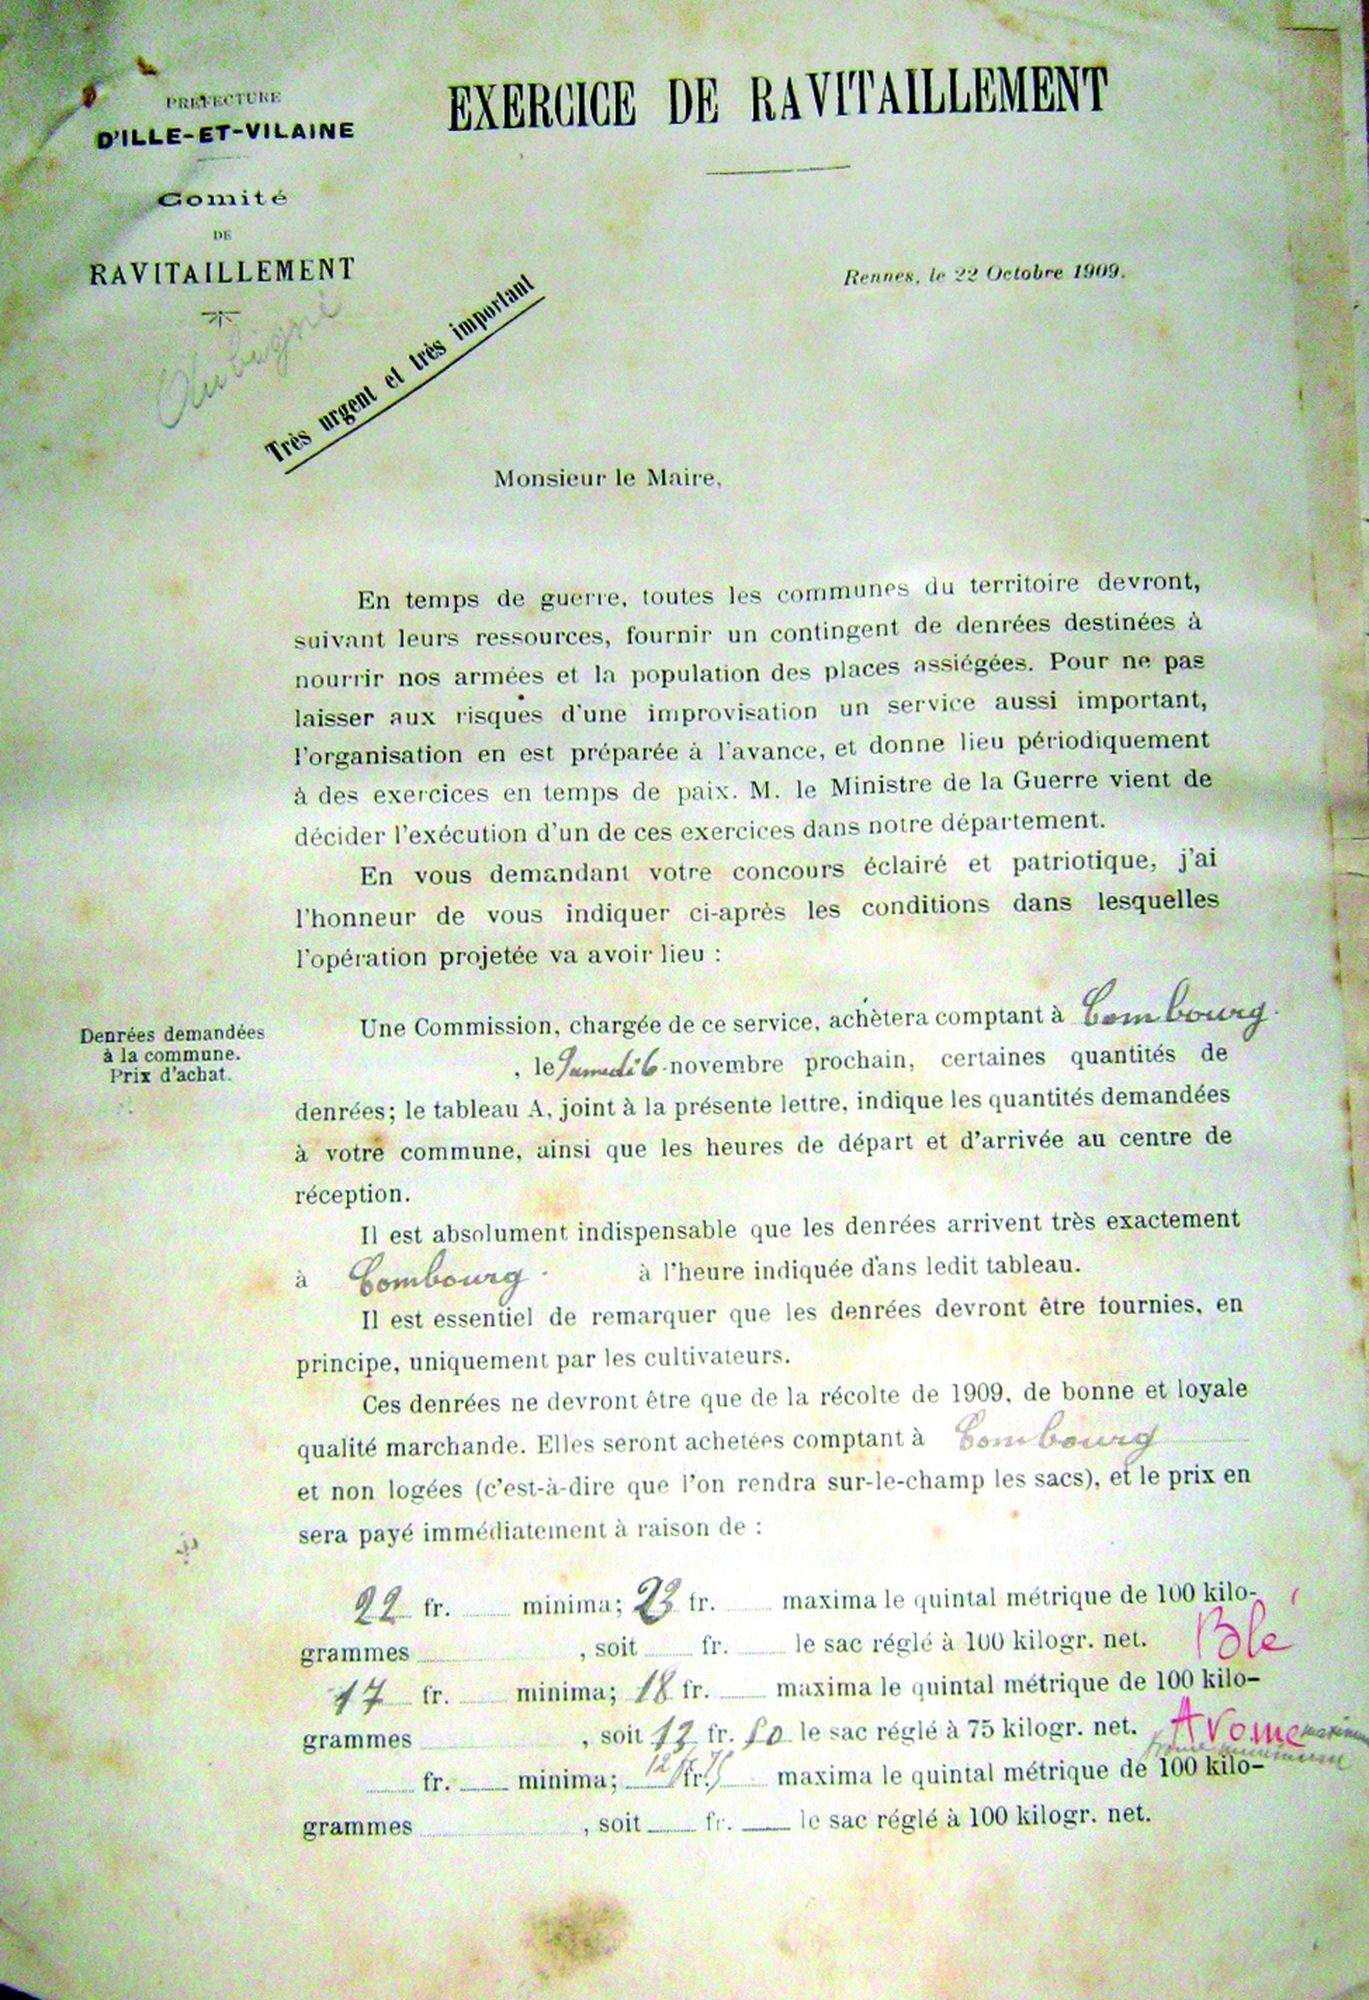 PRÉFECTURE
D'ILLE-ET-VILAINE
Comité
DE
RAVITAILLEMENT
Aubigné
EXERCICE DE RAVITAILLEMENT
Rennes, le 22 Octobre 1909.
Très urgent et très important
Monsieur le Maire,
En temps de guerre, toutes les communes du territoire devront,
suivant leurs ressources, fournir un contingent de denrées destinées à
nourrir nos armées et la population des places assiégées. Pour ne pas
laisser aux risques d'une improvisation un service aussi important,
l'organisation en est préparée à l'avance, et donne lieu périodiquement
à des exercices en temps de paix. M. le Ministre de la Guerre vient de
décider l'exécution d'un de ces exercices dans notre département.
En vous demandant votre concours éclairé et patriotique, j'ai
l'honneur de vous indiquer ci-après les conditions dans lesquelles
l'opération projetée va avoir lieu :
Denrées demandées
à la commune.
Prix d'achat.
Une Commission, chargée de ce service, achètera comptant à Combourg.
, le Samedi 6 novembre prochain, certaines quantités de
denrées; le tableau A, joint à la présente lettre, indique les quantités demandées
à votre commune, ainsi que les heures de départ et d'arrivée au centre de
réception.
Il est absolument indispensable que les denrées arrivent très exactement
à Combourg. à l'heure indiquée dans ledit tableau.
Il est essentiel de remarquer que les denrées devront être fournies, en
principe, uniquement par les cultivateurs.
Ces denrées ne devront être que de la récolte de 1909, de bonne et loyale
qualité marchande. Elles seront achetées comptant à Combourg
et non logées (c'est-à-dire que l'on rendra sur-le-champ les sacs), et le prix en
sera payé immédiatement à raison de :
22 fr. minima; 23 fr. maxima le quintal métrique de 100 kilo-
grammes , soit fr. le sac réglé à 100 kilogr. net. Blé
17 fr. minima; 18 fr. maxima le quintal métrique de 100 kilo-
grammes , soit 13 fr. 50 le sac réglé à 75 kilogr. net. Avoine maximum
minimum
fr. minima; 12 fr. 75 maxima le quintal métrique de 100 kilo-
grammes , soit fr. le sac réglé à 100 kilogr. net.